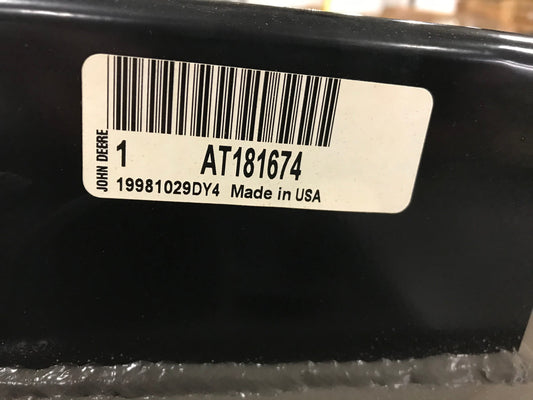 JOHN DEERE
1 AT181674
19981029DY4 Made in USA